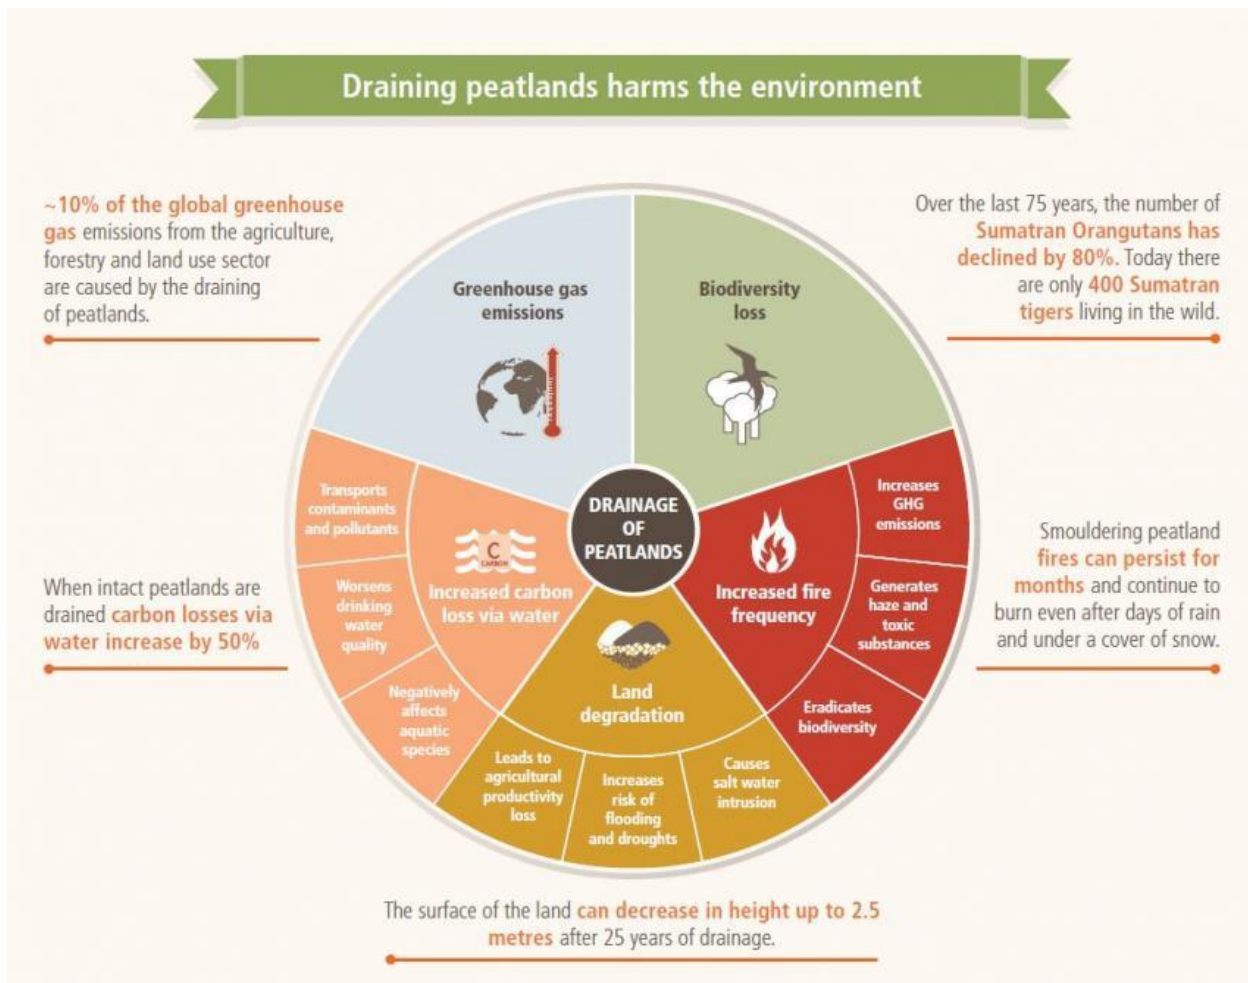 Draining peatlands harms the environment
~10% of the global greenhouse
gas emissions from the agriculture,
forestry and land use sector
are caused by the draining
of peatlands.
Over the last 75 years, the number of
Sumatran Orangutans has
declined by 80%. Today there
are only 400 Sumatran
tigers living in the wild.
Greenhouse gas
emissions
Biodiversity
loss
DRAINAGE
OF
PEATLANDS
Transports
contaminants
and pollutants
Worsens
drinking
water
quality
Negatively
affects
aquatic
species
C
CARBON
Increased carbon
loss via water
Increased fire
frequency
Increases
GHG
emissions
Generates
haze and
toxic
substances
Eradicates
biodiversity
Land
degradation
Leads to
agricultural
productivity
loss
Increases
risk of
flooding
and droughts
Causes
salt water
intrusion
When intact peatlands are
drained carbon losses via
water increase by 50%
Smouldering peatland
fires can persist for
months and continue to
burn even after days of rain
and under a cover of snow.
The surface of the land can decrease in height up to 2.5
metres after 25 years of drainage.